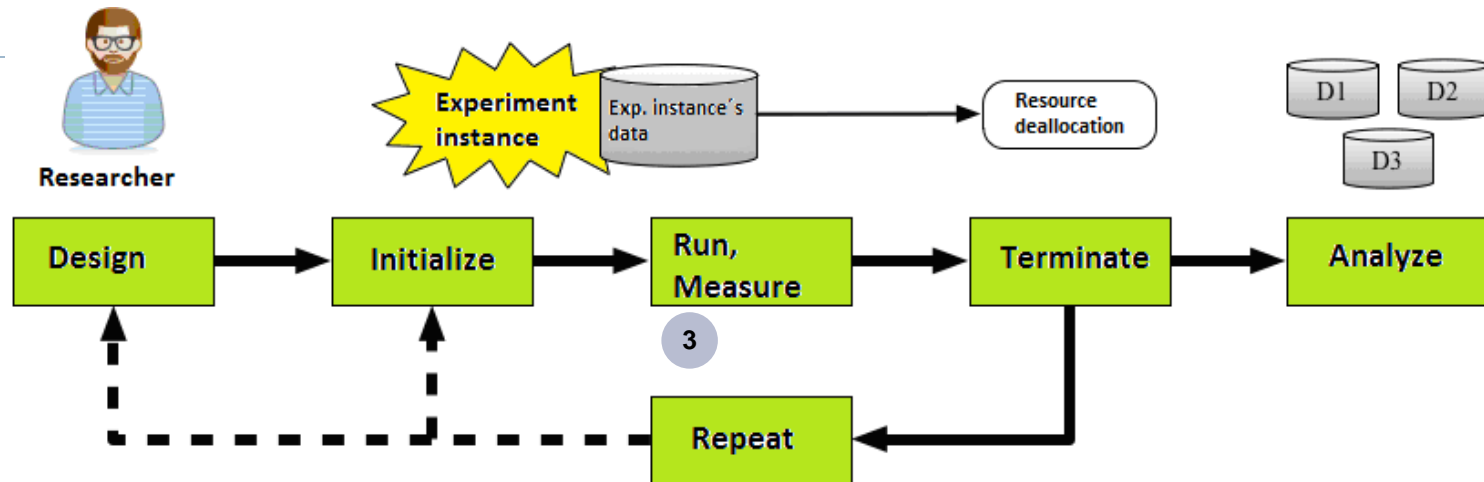 Researcher
Experiment
instance
Exp. instance´s
data
Resource
deallocation
D1
D2
D3
Design
Initialize
Run,
Measure
Terminate
Analyze
3
Repeat